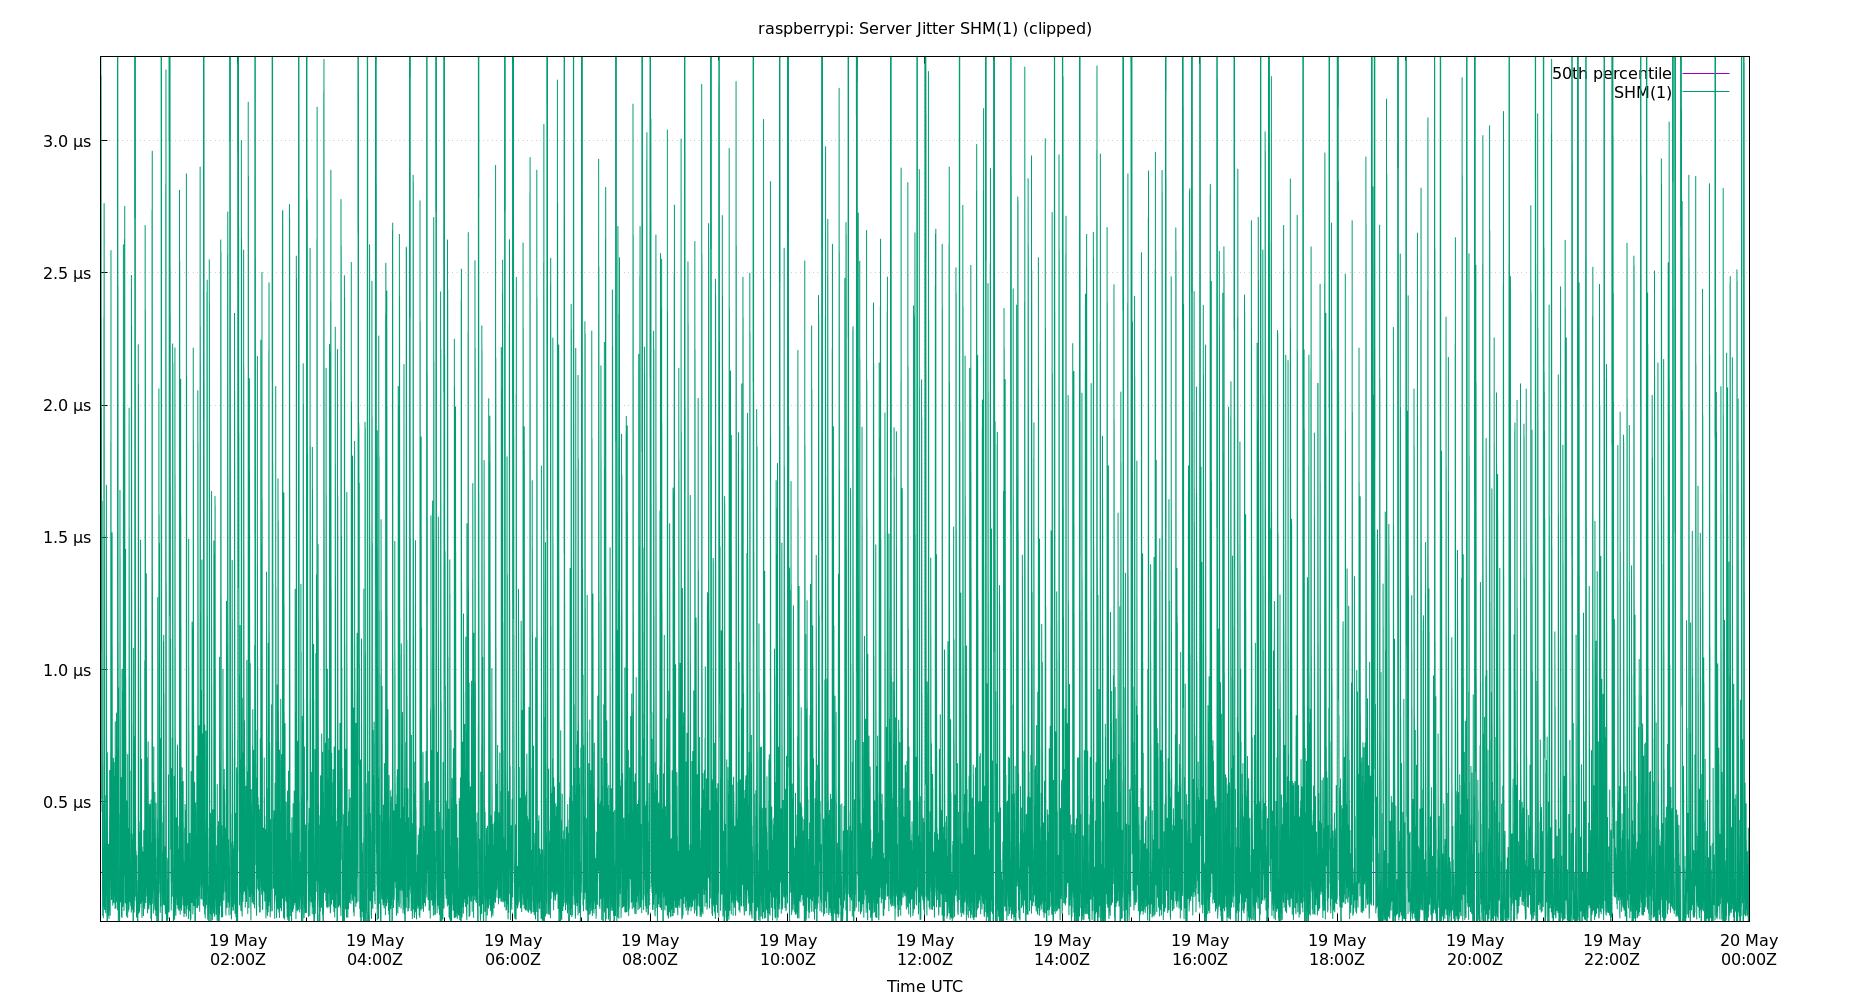 raspberrypi: Server Jitter SHM(1) (clipped)
50th percentile
SHM(1)
3.0 µs
2.5 µs
2.0 µs
1.5 µs
1.0 µs
0.5 µs
19 May 19 May 19 May 19 May 19 May 19 May 19 May 19 May 19 May 19 May 19 May 20 May
02:00Z 04:00Z 06:00Z 08:00Z 10:00Z 12:00Z 14:00Z 16:00Z 18:00Z 20:00Z 22:00Z 00:00Z
Time UTC